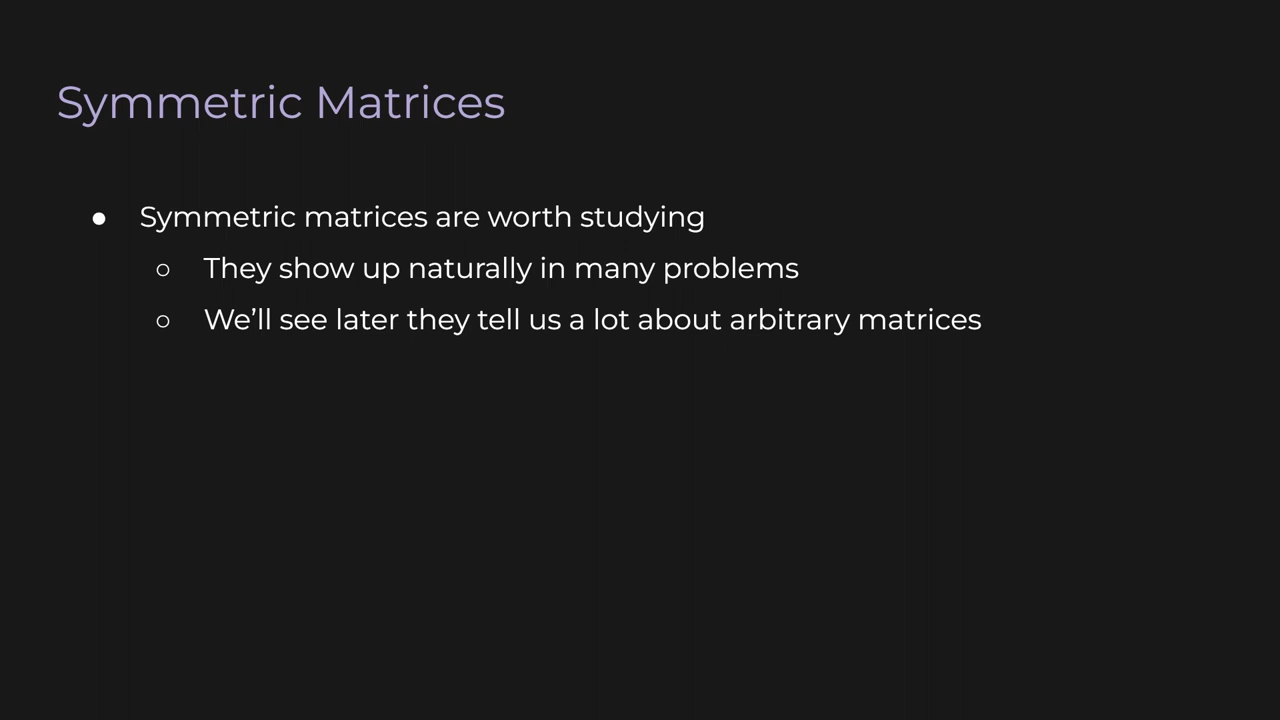 Symmetric Matrices
● Symmetric matrices are worth studying
○ They show up naturally in many problems
○ We’ll see later they tell us a lot about arbitrary matrices